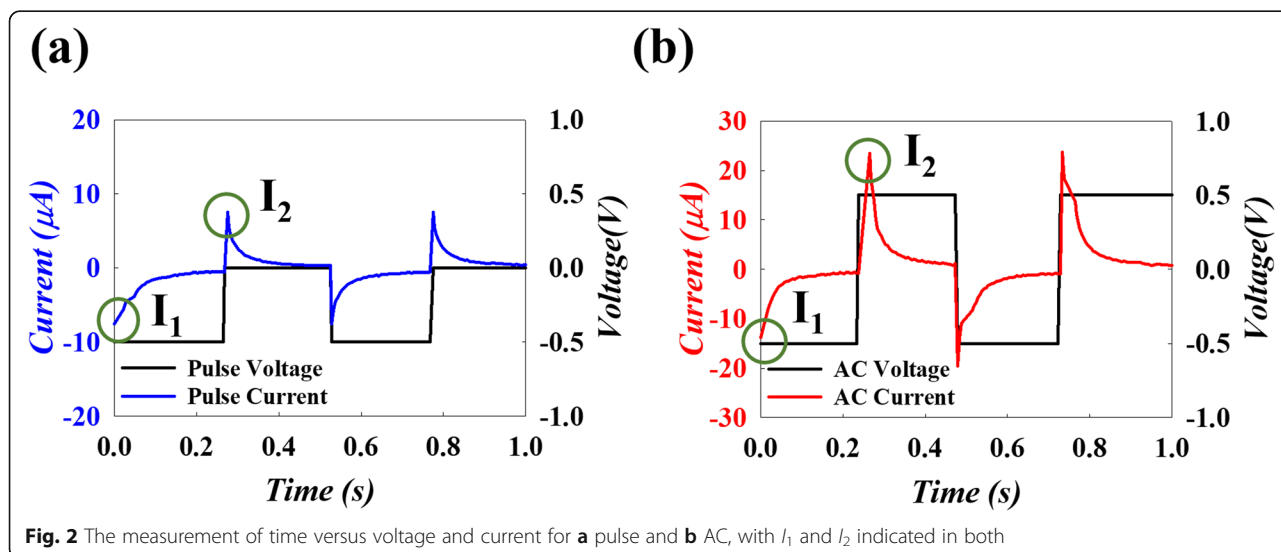 (a)
20
10
0
-10
-20
Current (µA)
1.0
0.5
0.0
-0.5
-1.0
Voltage(V)
I₁
I₂
Pulse Voltage
Pulse Current
0.0 0.2 0.4 0.6 0.8 1.0
Time (s)
(b)
30
20
10
0
-10
-20
-30
Current (µA)
1.0
0.5
0.0
-0.5
-1.0
Voltage(V)
I₁
I₂
AC Voltage
AC Current
0.0 0.2 0.4 0.6 0.8 1.0
Time (s)
Fig. 2 The measurement of time versus voltage and current for a pulse and b AC, with I₁ and I₂ indicated in both